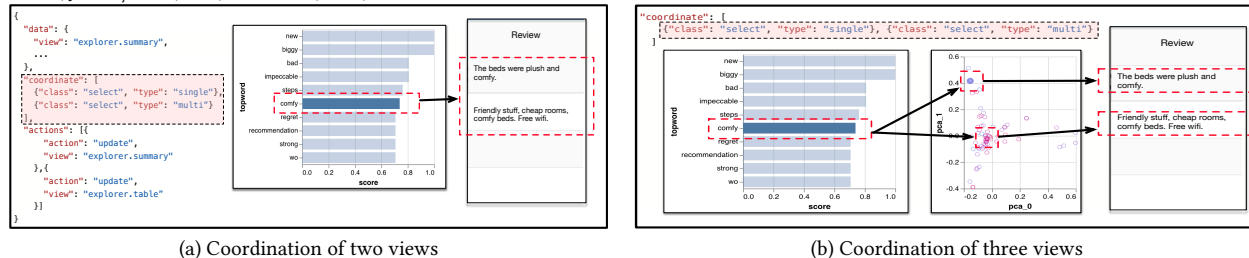 {
"data": {
"view": "explorer.summary",
...
},
"coordinate": [
{"class": "select", "type": "single"},
{"class": "select", "type": "multi"}
],
"actions": [{
"action": "update",
"view": "explorer.summary"
},{
"action": "update",
"view": "explorer.table"
}]
}
topword
new
biggy
bad
impeccable
steps
comfy
regret
recommendation
strong
wo
0.0 0.2 0.4 0.6 0.8 1.0
score
Review
The beds were plush and
comfy.
Friendly stuff, cheap rooms,
comfy beds. Free wifi.
(a) Coordination of two views
"coordinate": [
{"class": "select", "type": "single"}, {"class": "select", "type": "multi"}
]
topword
new
biggy
bad
impeccable
steps
comfy
regret
recommendation
strong
wo
0.0 0.2 0.4 0.6 0.8 1.0
score
pca_1
0.6
0.4
0.2
0.0
-0.2
-0.4
-0.2 0.0 0.2 0.4 0.6
pca_0
Review
The beds were plush and
comfy.
Friendly stuff, cheap rooms,
comfy beds. Free wifi.
(b) Coordination of three views